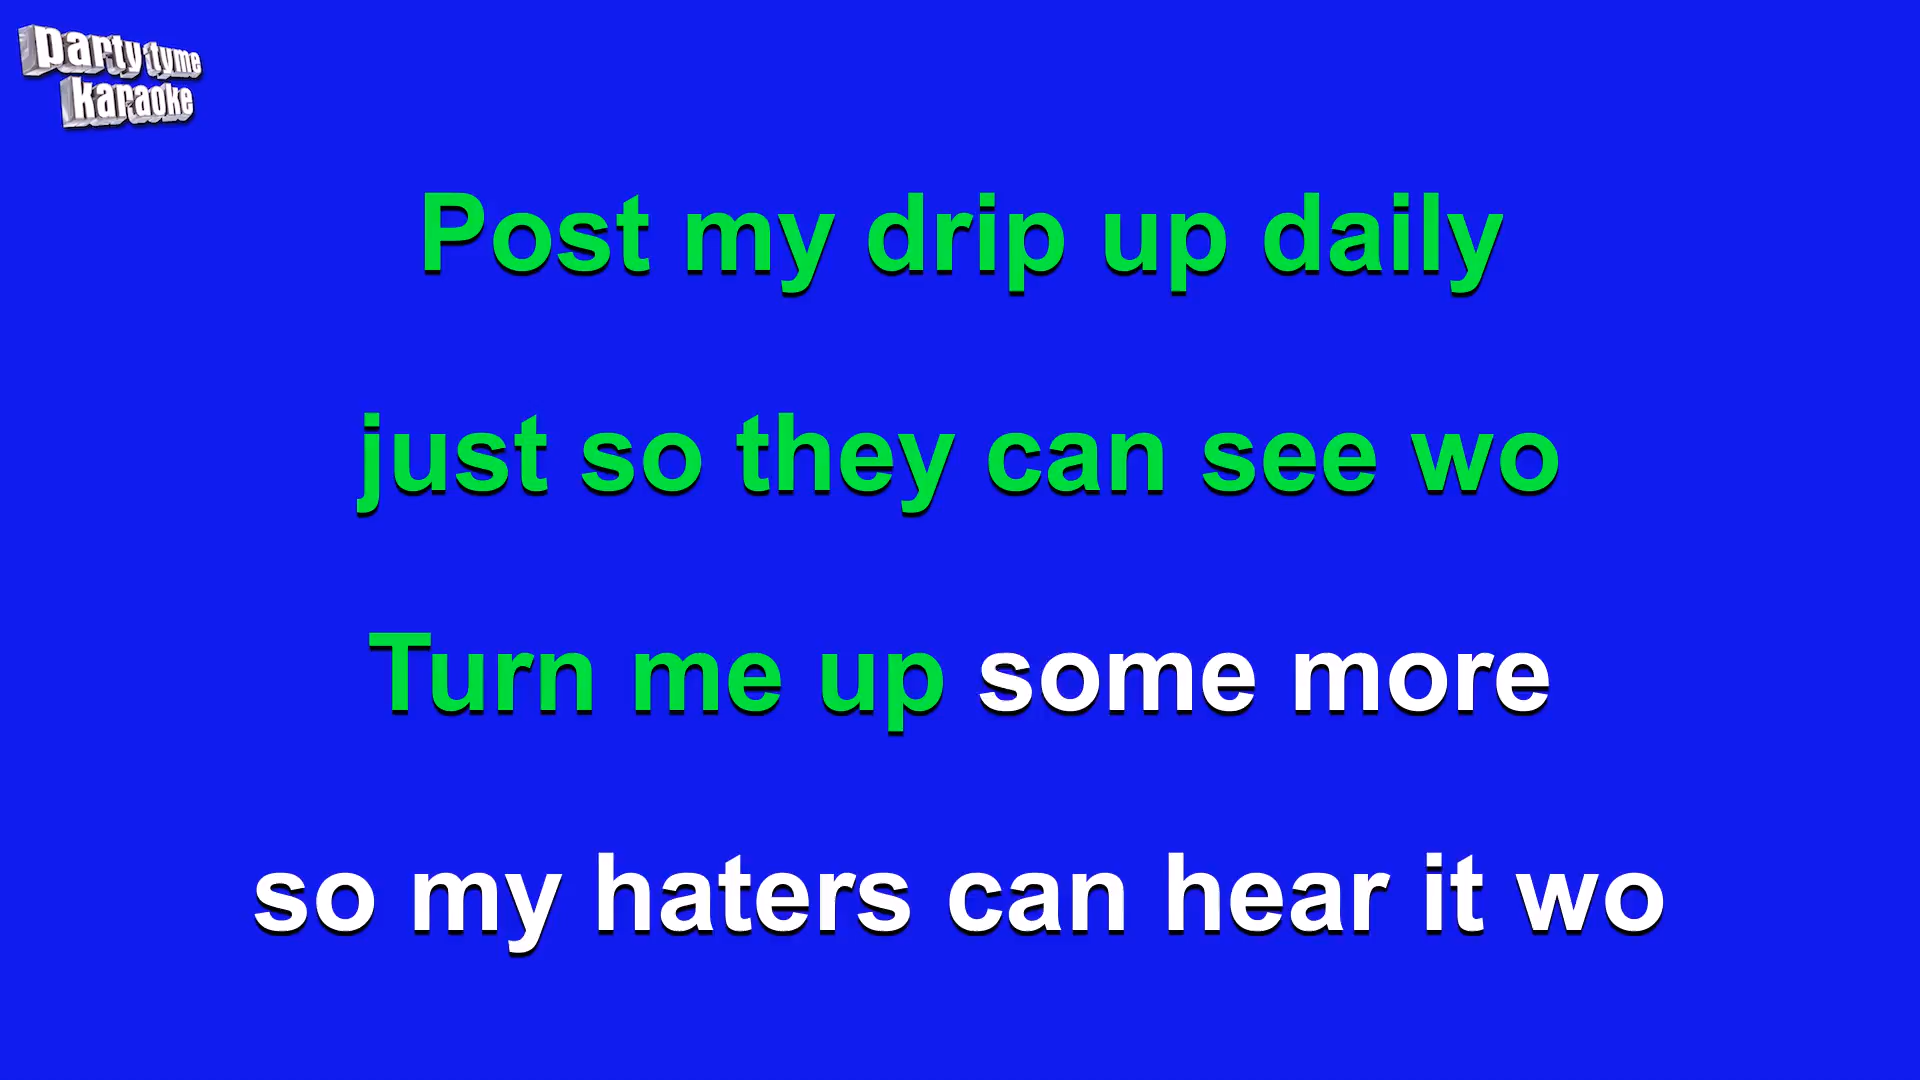 party tyme
karaoke
Post my drip up daily
just so they can see wo
Turn me up some more
so my haters can hear it wo